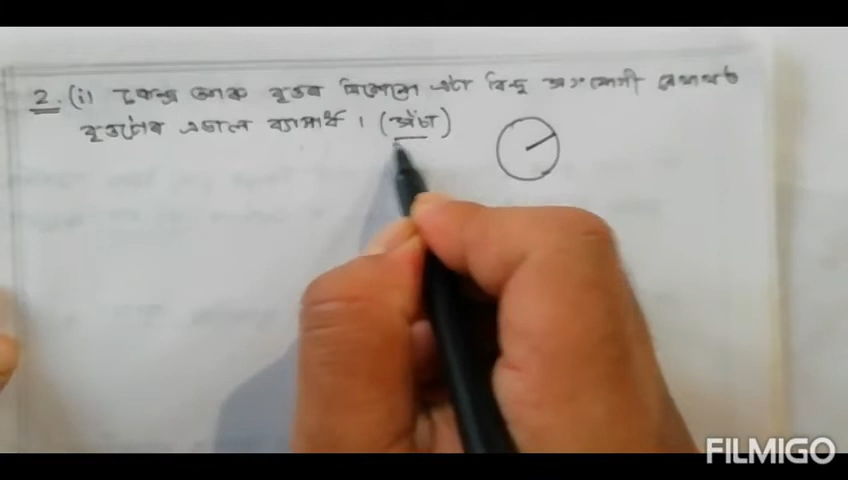 2. (i) কেন্দ্ৰ আৰু বৃত্তৰ যিকোনো এটা বিন্দু সংযোগী ৰেখাখণ্ড
বৃত্তটোৰ এডাল ব্যাসাৰ্ধ । (সঁচা)
FILMIGO